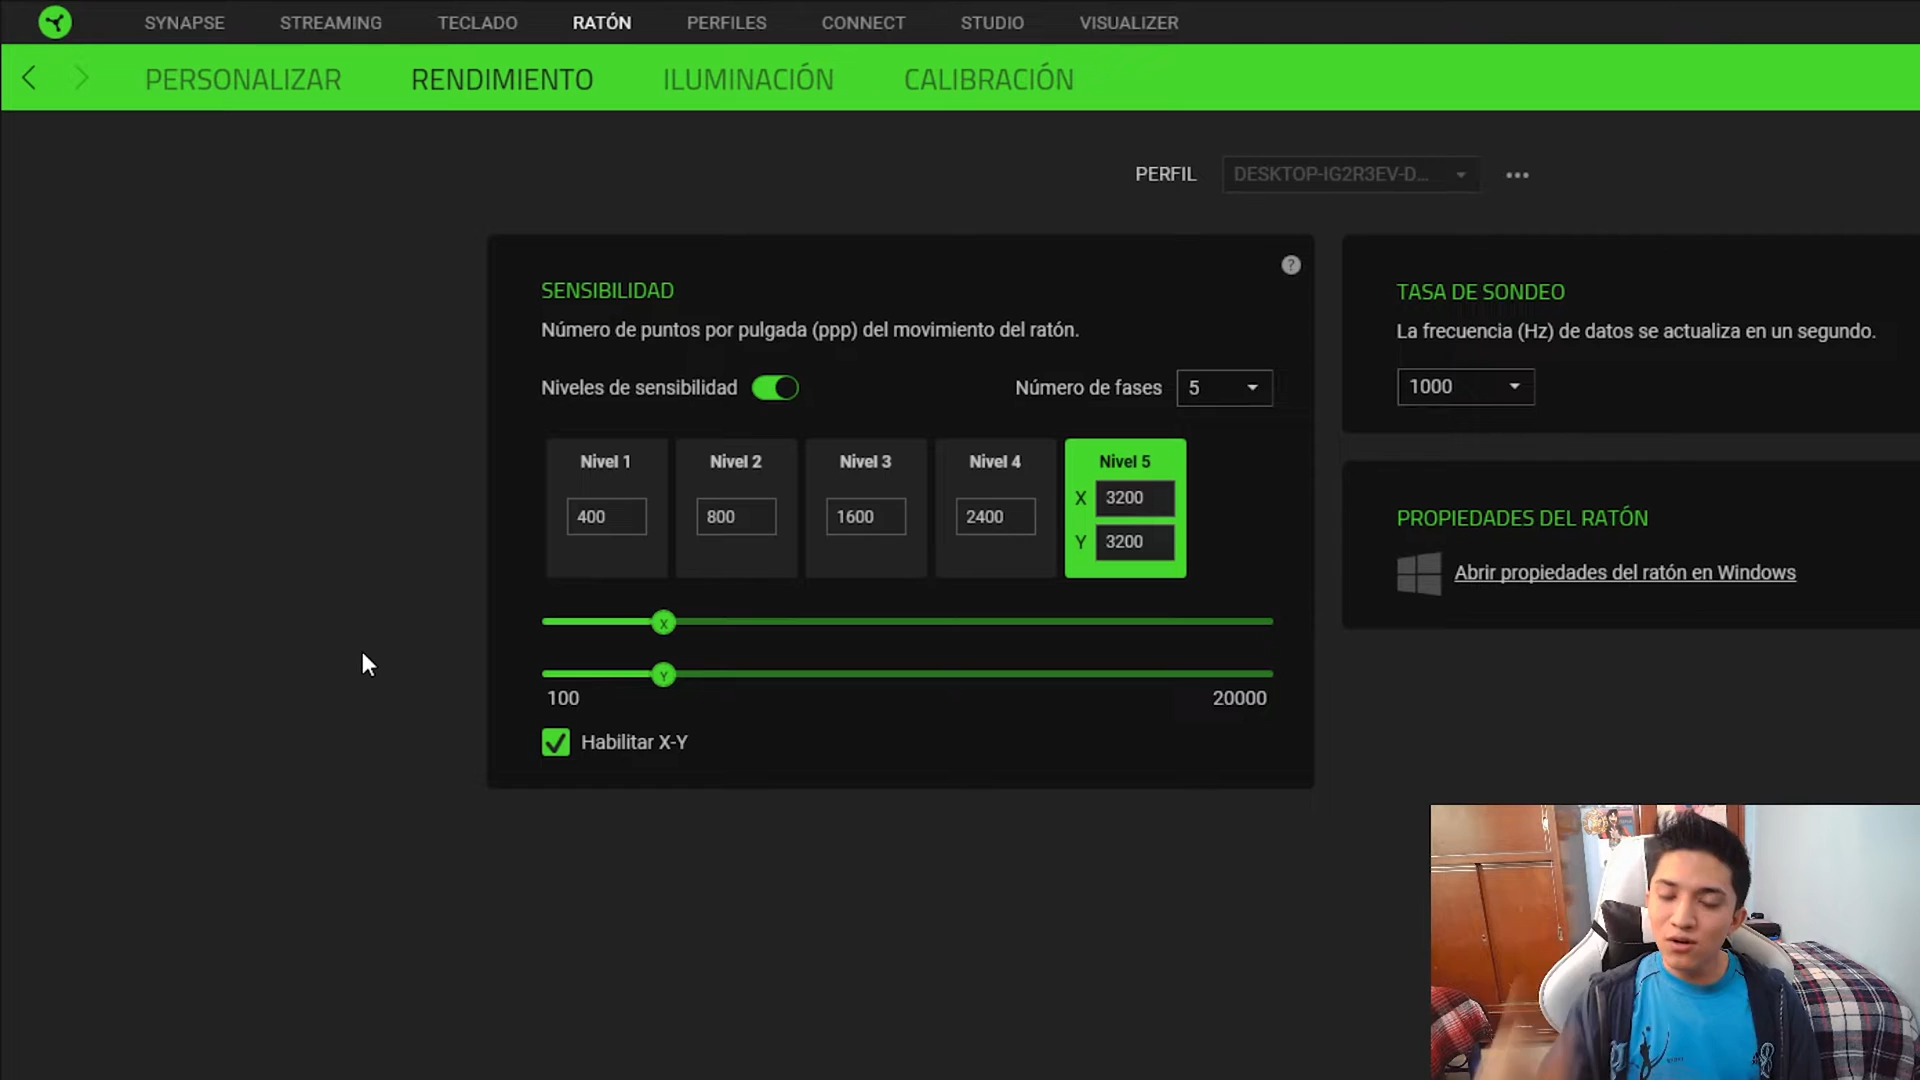 SYNAPSE STREAMING TECLADO RATÓN PERFILES CONNECT STUDIO VISUALIZER
PERSONALIZAR RENDIMIENTO ILUMINACIÓN CALIBRACIÓN
PERFIL DESKTOP-IG2R3EV-D...
SENSIBILIDAD
Número de puntos por pulgada (ppp) del movimiento del ratón.
Niveles de sensibilidad
Número de fases 5
Nivel 1 Nivel 2 Nivel 3 Nivel 4 Nivel 5
400 800 1600 2400
X 3200
Y 3200
X
Y
100 20000
Habilitar X-Y
TASA DE SONDEO
La frecuencia (Hz) de datos se actualiza en un segundo.
1000
PROPIEDADES DEL RATÓN
Abrir propiedades del ratón en Windows